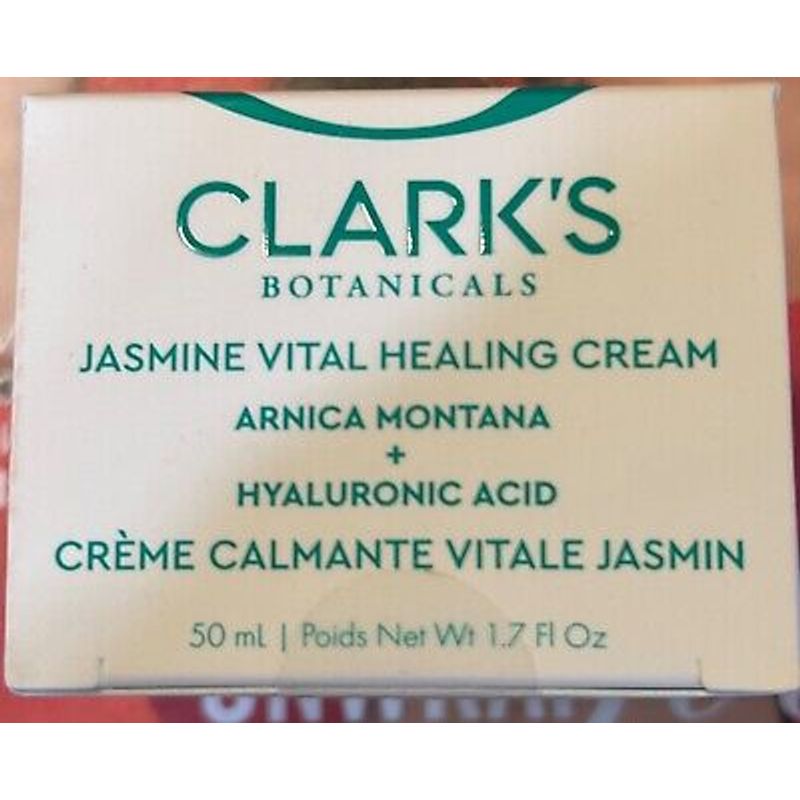 CLARK'S
BOTANICALS
JASMINE VITAL HEALING CREAM
ARNICA MONTANA
+
HYALURONIC ACID
CRÈME CALMANTE VITALE JASMIN
50 mL | Poids Net Wt 1.7 Fl Oz